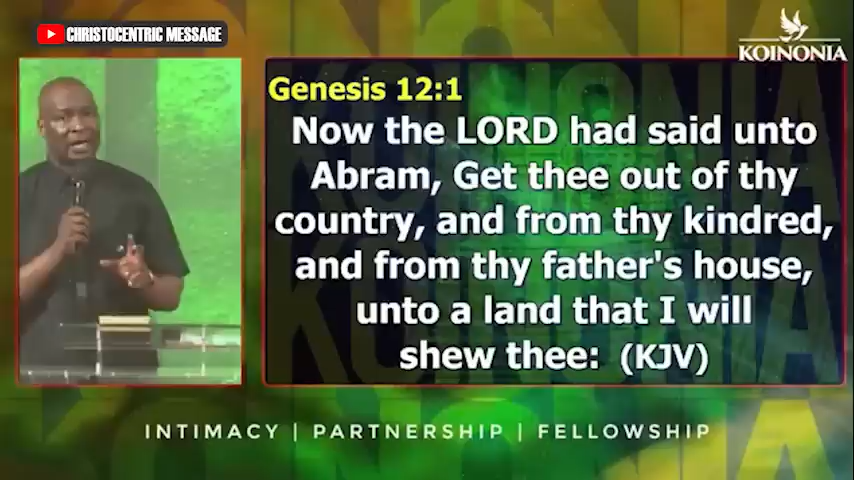 CHRISTOCENTRIC MESSAGE
KOINONIA
Genesis 12:1
Now the LORD had said unto
Abram, Get thee out of thy
country, and from thy kindred,
and from thy father's house,
unto a land that I will
shew thee: (KJV)
INTIMACY | PARTNERSHIP | FELLOWSHIP